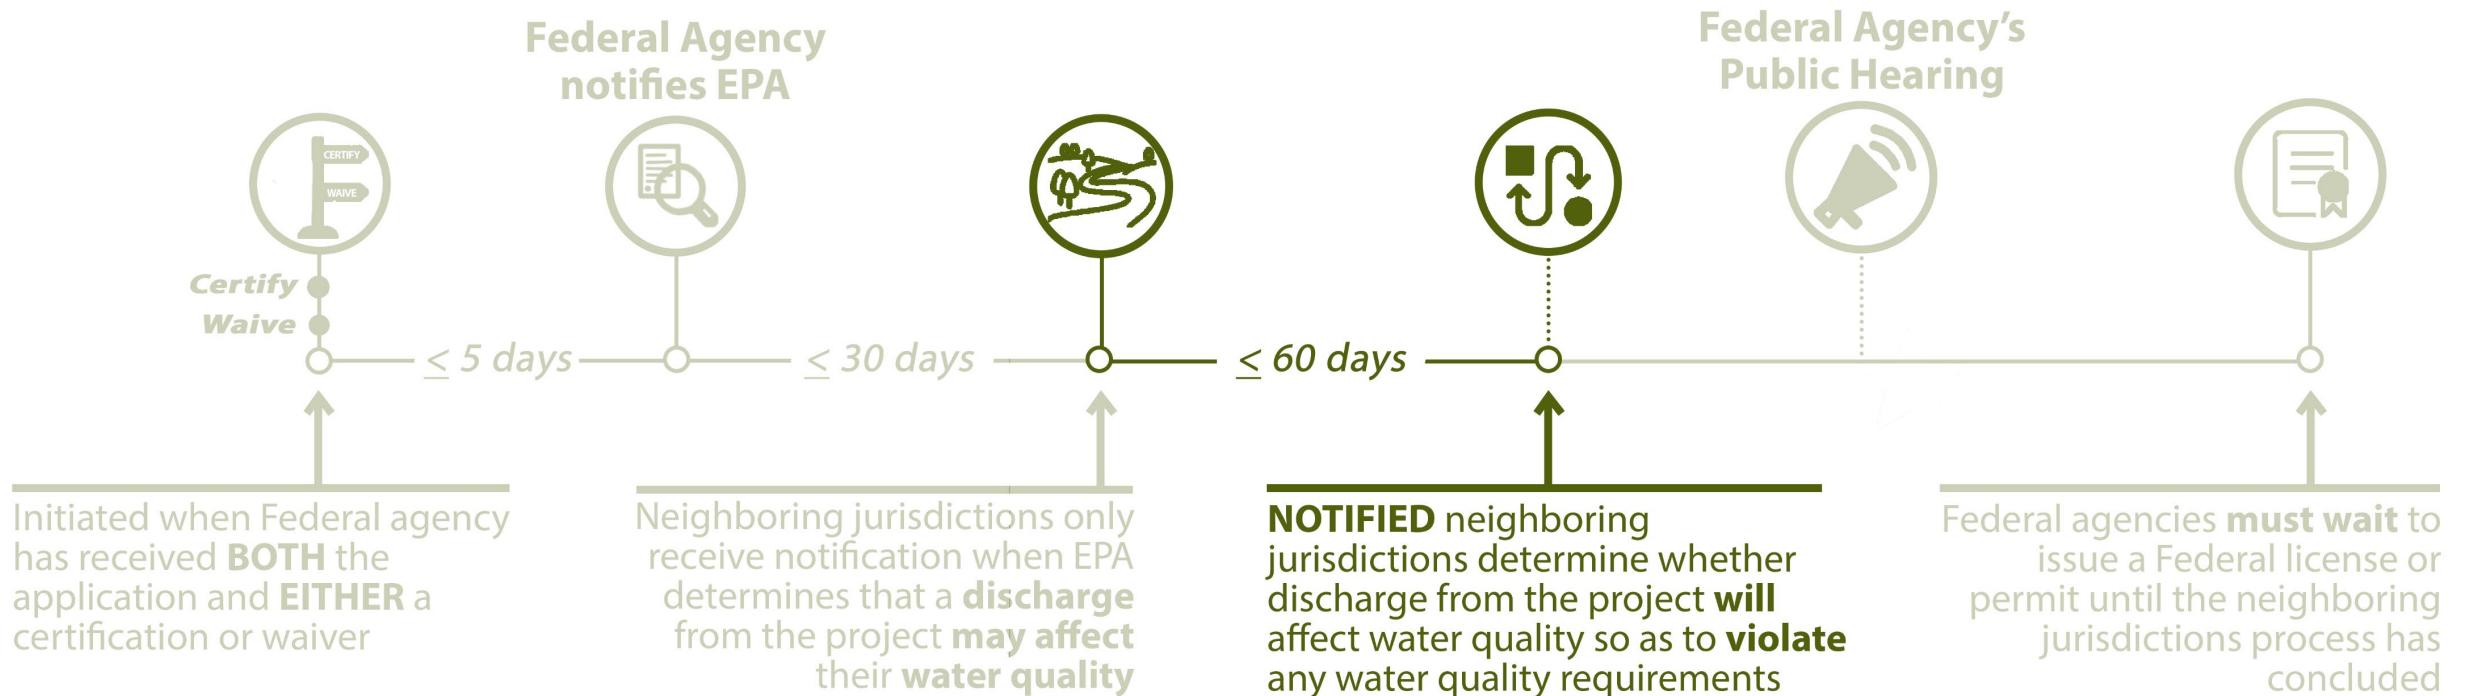 Federal Agency
notifies EPA
Federal Agency's
Public Hearing
CERTIFY
WAIVE
Certify
Waive
≤ 5 days
≤ 30 days
≤ 60 days
Initiated when Federal agency
has received BOTH the
application and EITHER a
certification or waiver
Neighboring jurisdictions only
receive notification when EPA
determines that a discharge
from the project may affect
their water quality
NOTIFIED neighboring
jurisdictions determine whether
discharge from the project will
affect water quality so as to violate
any water quality requirements
Federal agencies must wait to
issue a Federal license or
permit until the neighboring
jurisdictions process has
concluded